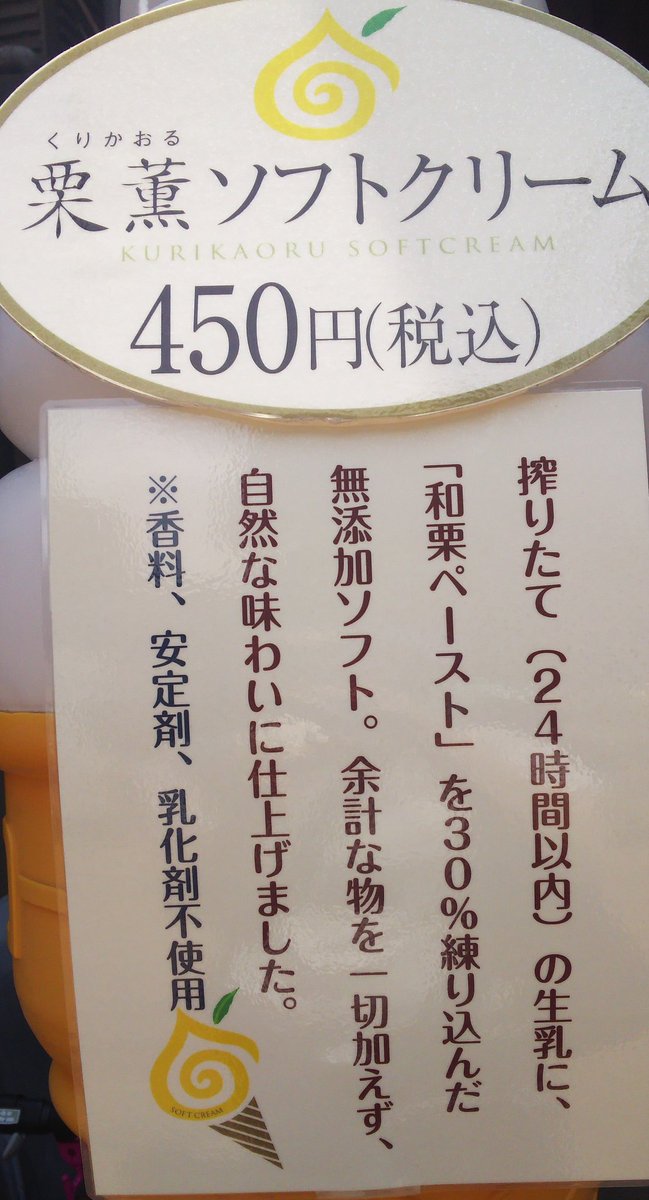 くりかおる
栗薫ソフトクリーム
KURIKAORU SOFTCREAM
450円(税込)
搾りたて(24時間以内)の生乳に、
「和栗ペースト」を30%練り込んだ
無添加ソフト。余計な物を一切加えず、
自然な味わいに仕上げました。
※香料、安定剤、乳化剤不使用
SOFT CREAM